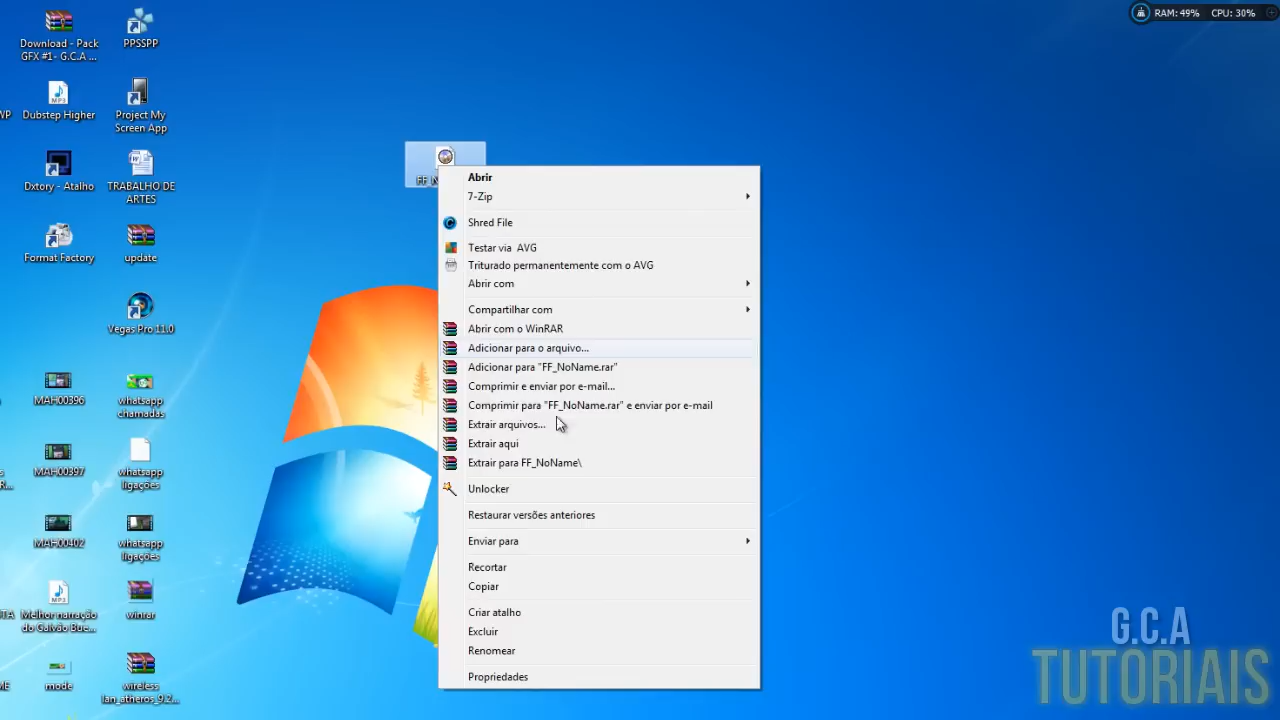 RAM: 49% CPU: 30%
Download - Pack
GFX #1- G.C.A ...
PPSSPP
WP
Dubstep Higher
Project My
Screen App
Dxtory - Atalho
TRABALHO DE
ARTES
Format Factory
update
Vegas Pro 11.0
MAH00396
whatsapp
chamadas
MAH00397
whatsapp
ligações
R...
MAH00402
whatsapp
ligações
Melhor narração
do Galvão Bue...
winrar
mode
wireless
lan_atheros_9.2...
Abrir
7-Zip
Shred File
Testar via AVG
Triturado permanentemente com o AVG
Abrir com
Compartilhar com
Abrir com o WinRAR
Adicionar para o arquivo...
Adicionar para "FF_NoName.rar"
Comprimir e enviar por e-mail...
Comprimir para "FF_NoName.rar" e enviar por e-mail
Extrair arquivos...
Extrair aqui
Extrair para FF_NoName\
Unlocker
Restaurar versões anteriores
Enviar para
Recortar
Copiar
Criar atalho
Excluir
Renomear
Propriedades
G.C.A
TUTORIAIS